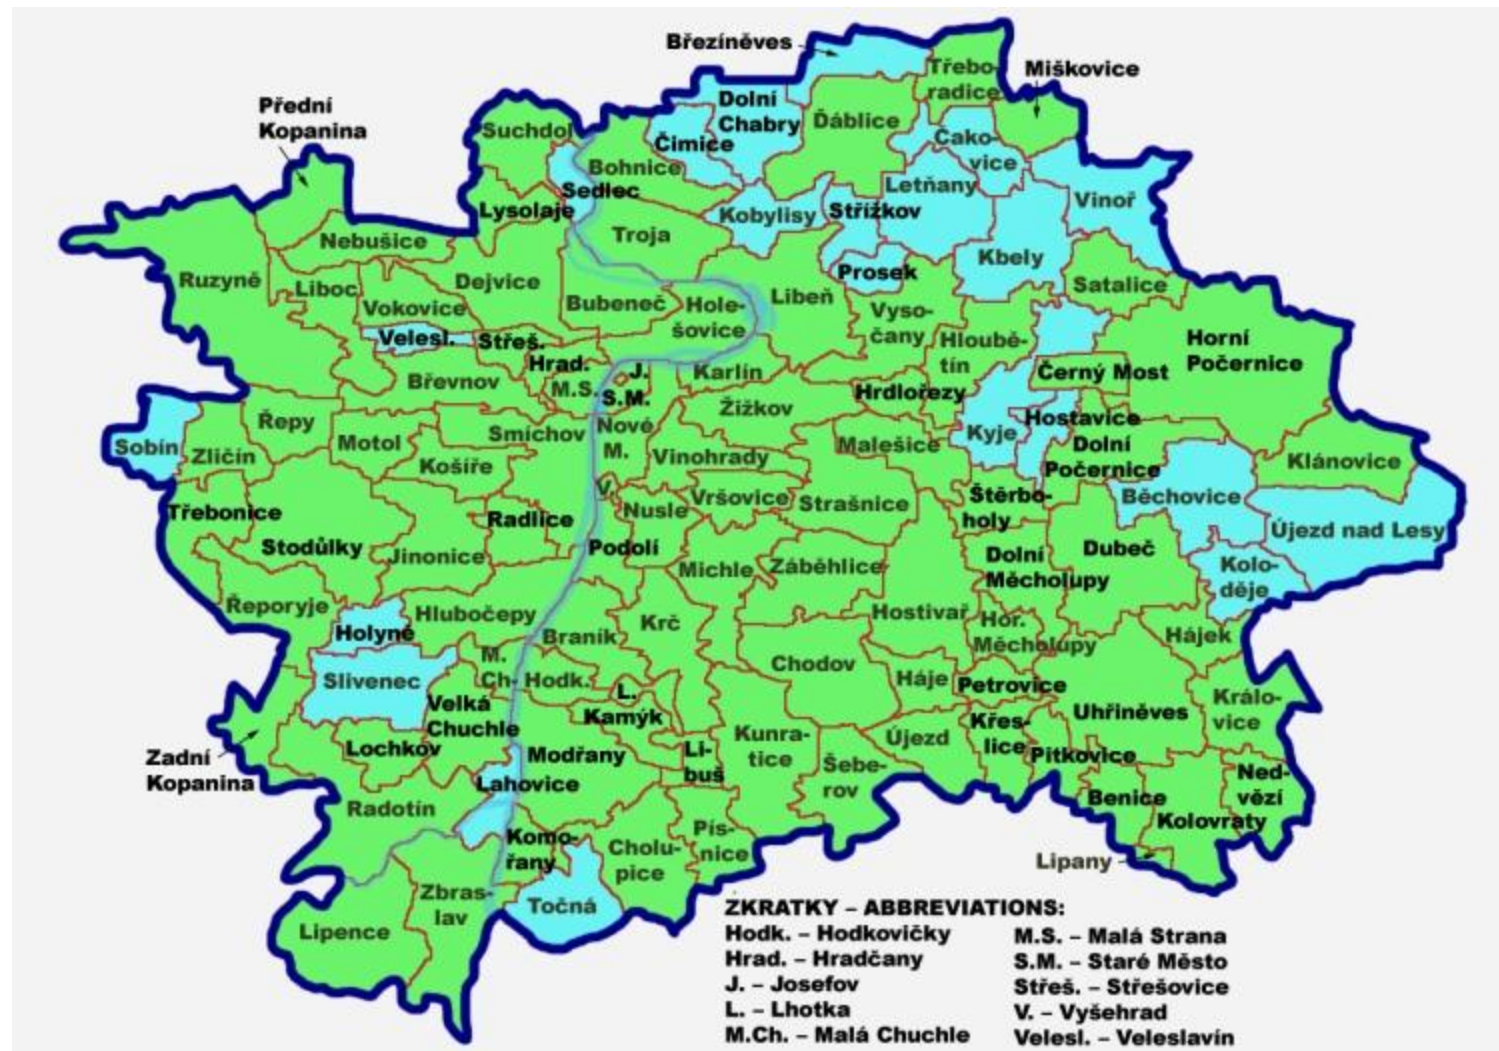 Březíněves
Třebo-
radice
Miškovice
Přední
Kopanina
Suchdol
Dolní
Chabry
Čimice
Ďáblice
Čako-
vice
Bohnice
Sedlec
Lysolaje
Letňany
Vinoř
Kobylisy
Střížkov
Nebušice
Troja
Kbely
Prosek
Ruzyně
Liboc
Dejvice
Satalice
Vokovice
Bubeneč
Hole-
šovice
Libeň
Vyso-
čany
Hloubě-
tín
Horní
Počernice
Velesl.
Střeš.
Hrad.
J.
M.S.
S.M.
Břevnov
Karlín
Černý Most
Hrdlořezy
Žižkov
Řepy
Hostavice
Sobín
Zličín
Motol
Smíchov
Nové
M.
Kyje
Malešice
Dolní
Počernice
Košíře
Vinohrady
Klánovice
Třebonice
Radlice
V.
Nusle
Vršovice
Strašnice
Štěrbo-
holy
Běchovice
Újezd nad Lesy
Stodůlky
Jinonice
Podolí
Michle
Záběhlice
Dolní
Měcholupy
Dubeč
Kolo-
děje
Řeporyje
Hlubočepy
Holyně
Braník
Krč
Hostivař
Hor.
Měcholupy
Hájek
Slivenec
M.
Ch.
Hodk.
Chodov
Háje
Petrovice
Králo-
vice
Velká
Chuchle
L.
Kamýk
Uhříněves
Křes-
lice
Pitkovice
Zadní
Kopanina
Lochkov
Modřany
Li-
buš
Kunra-
tice
Újezd
Šebe-
rov
Lahovice
Ned-
vězí
Benice
Kolovraty
Radotín
Komo-
řany
Cholu-
pice
Pís-
nice
Lipany
Zbras-
lav
Lipence
Točná
ZKRATKY – ABBREVIATIONS:
Hodk. – Hodkovičky
Hrad. – Hradčany
J. – Josefov
L. – Lhotka
M.Ch. – Malá Chuchle
M.S. – Malá Strana
S.M. – Staré Město
Střeš. – Střešovice
V. – Vyšehrad
Velesl. – Veleslavín